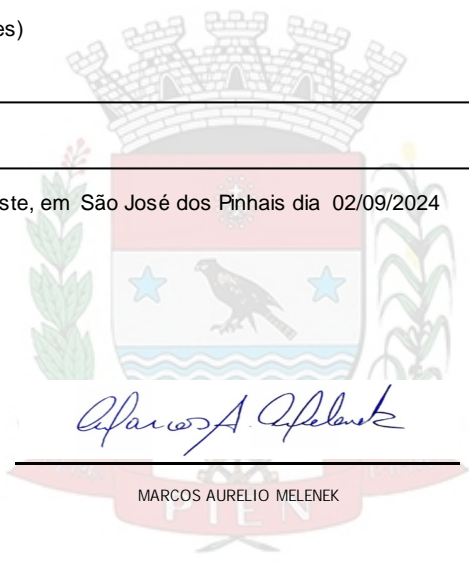 es)
ste, em São José dos Pinhais dia 02/09/2024
Marcos A. Melenek
MARCOS AURELIO MELENEK
PIEN